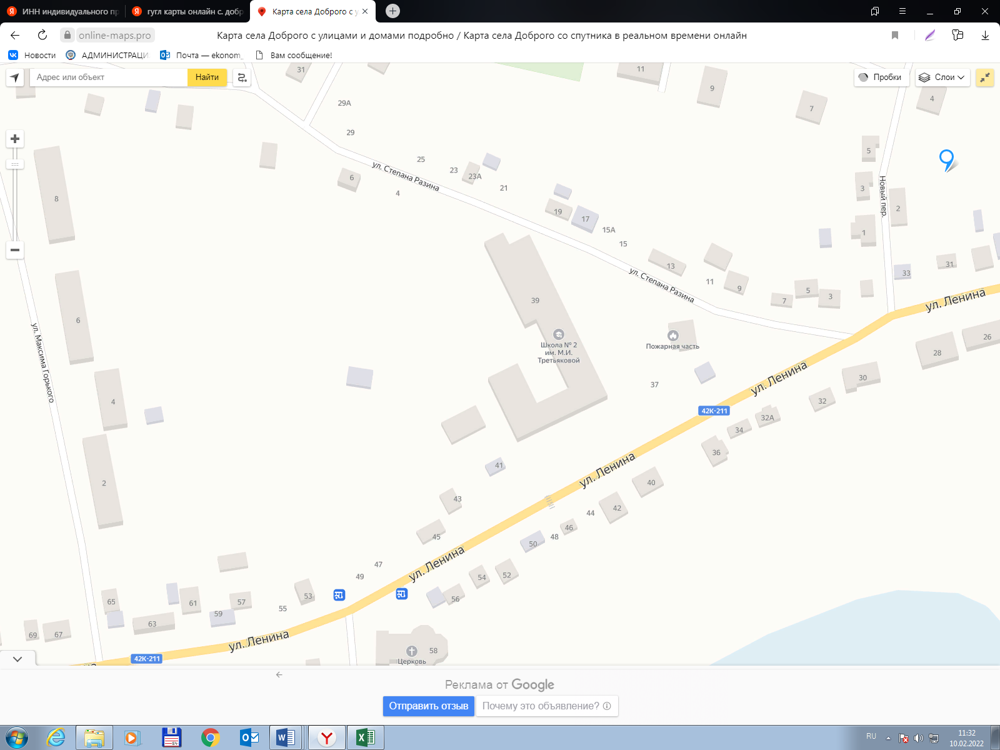 ИНН индивидуального пр
гугл карты онлайн с. добр
Карта села Доброго с у
online-maps.pro
Карта села Доброго с улицами и домами подробно / Карта села Доброго со спутника в реальном времени онлайн
Новости
АДМИНИСТРАЦИ
Почта — ekonom_
Вам сообщение!
Адрес или объект
Найти
Пробки
Слои
31
11
9
7
4
29А
29
25
23
23А
21
6
4
ул. Степана Разина
5
3
2
1
Новый пер.
8
19
17
15А
15
13
11
9
ул. Степана Разина
7
5
3
33
31
ул. Ленина
39
Школа № 2
им. М.И.
Третьяковой
Пожарная часть
6
ул. Максима Горького
4
2
37
ул. Ленина
26
28
30
32
32А
34
36
42К-211
ул. Ленина
40
42
44
46
48
50
41
43
45
47
49
ул. Ленина
52
54
56
53
55
57
59
61
63
65
67
69
ул. Ленина
42К-211
58
Церковь
на
Реклама от Google
Отправить отзыв
Почему это объявление?
64
RU
11:32
10.02.2022